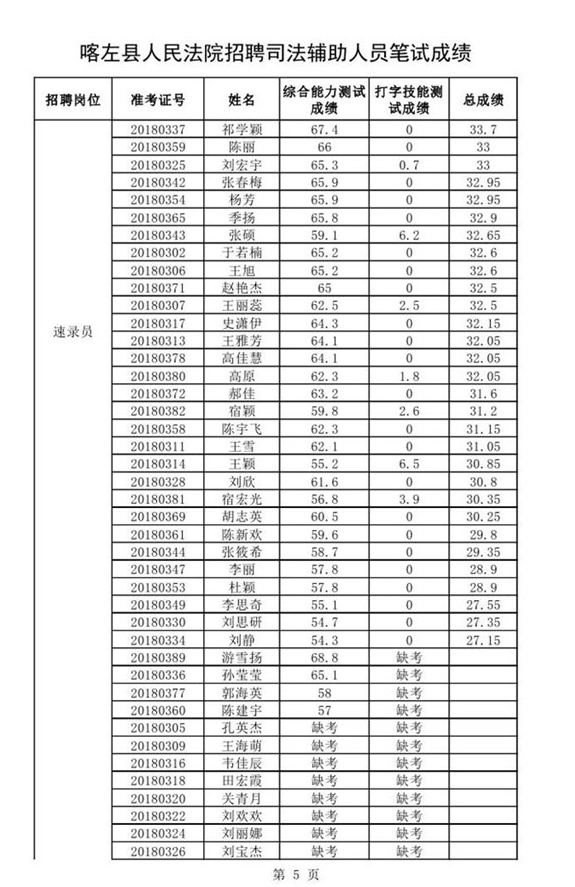 喀左县人民法院招聘司法辅助人员笔试成绩
招聘岗位 准考证号 姓名 综合能力测试成绩 打字技能测试成绩 总成绩
速录员
20180337 祁学颖 67.4 0 33.7
20180359 陈丽 66 0 33
20180325 刘宏宇 65.3 0.7 33
20180342 张春梅 65.9 0 32.95
20180354 杨芳 65.9 0 32.95
20180365 季扬 65.8 0 32.9
20180343 张硕 59.1 6.2 32.65
20180302 于若楠 65.2 0 32.6
20180306 王旭 65.2 0 32.6
20180371 赵艳杰 65 0 32.5
20180307 王丽蕊 62.5 2.5 32.5
20180317 史潇伊 64.3 0 32.15
20180313 王雅芳 64.1 0 32.05
20180378 高佳慧 64.1 0 32.05
20180380 高原 62.3 1.8 32.05
20180372 郝佳 63.2 0 31.6
20180382 宿颖 59.8 2.6 31.2
20180358 陈宇飞 62.3 0 31.15
20180311 王雪 62.1 0 31.05
20180314 王颖 55.2 6.5 30.85
20180328 刘欣 61.6 0 30.8
20180381 宿宏光 56.8 3.9 30.35
20180369 胡志英 60.5 0 30.25
20180361 陈新欢 59.6 0 29.8
20180344 张筱希 58.7 0 29.35
20180347 李丽 57.8 0 28.9
20180353 杜颖 57.8 0 28.9
20180349 李思奇 55.1 0 27.55
20180330 刘思研 54.7 0 27.35
20180334 刘静 54.3 0 27.15
20180389 游雪扬 68.8 缺考
20180336 孙莹莹 65.1 缺考
20180377 郭海英 58 缺考
20180360 陈建宇 57 缺考
20180305 孔英杰 缺考 缺考
20180309 王海萌 缺考 缺考
20180316 韦佳辰 缺考 缺考
20180318 田宏霞 缺考 缺考
20180320 关青月 缺考 缺考
20180322 刘欢欢 缺考 缺考
20180324 刘丽娜 缺考 缺考
20180326 刘宝杰 缺考 缺考
第 5 页